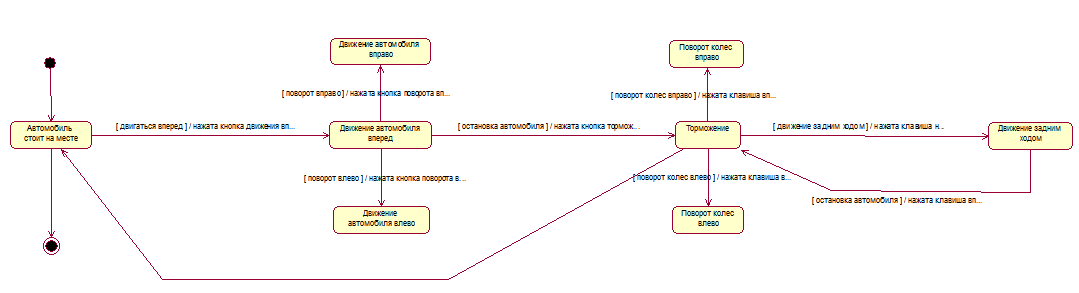 Движение автомобиля
вправо
Поворот колес
вправо
[ поворот вправо ] / нажата кнопка поворота вп...
[ поворот колес вправо ] / нажата клавиша вп...
Автомобиль
стоит на месте
[ двигаться вперед ] / нажата кнопка движения вп...
Движение автомобиля
вперед
[ остановка автомобиля ] / нажата кнопка тормож...
Торможение
[ движение задним ходом ] / нажата клавиша н...
Движение задним
ходом
[ поворот влево ] / нажата кнопка поворота в...
[ поворот колес влево ] / нажата клавиша в...
[ остановка автомобиля ] / нажата клавиша вп...
Движение
автомобиля влево
Поворот колес
влево